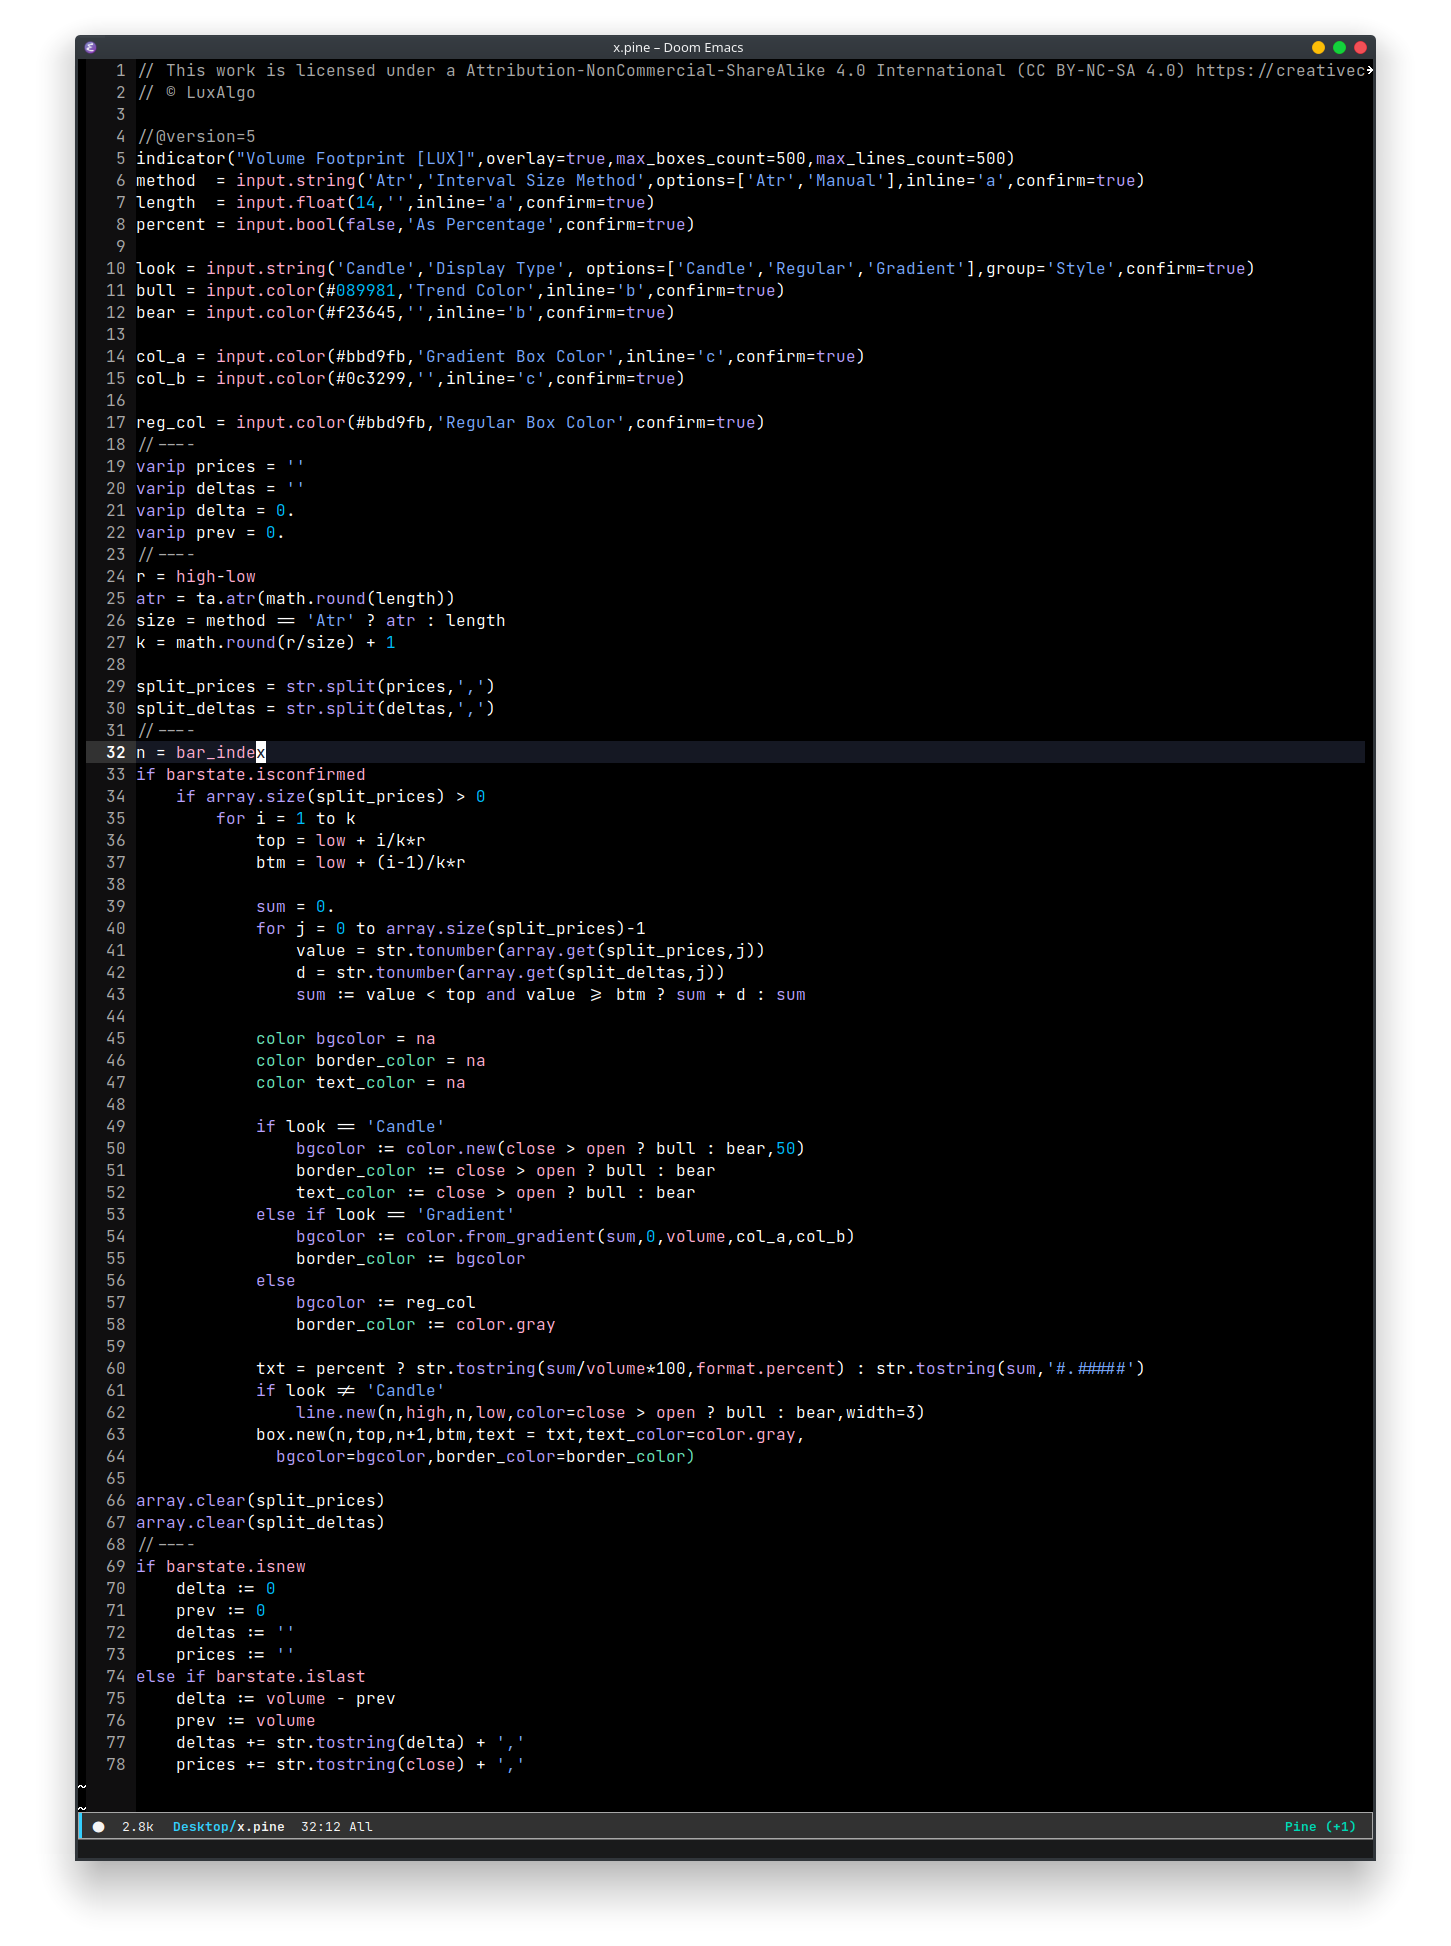 x.pine – Doom Emacs
1 // This work is licensed under a Attribution-NonCommercial-ShareAlike 4.0 International (CC BY-NC-SA 4.0) https://creativec
2 // © LuxAlgo
3
4 //@version=5
5 indicator("Volume Footprint [LUX]",overlay=true,max_boxes_count=500,max_lines_count=500)
6 method  = input.string('Atr','Interval Size Method',options=['Atr','Manual'],inline='a',confirm=true)
7 length  = input.float(14,'',inline='a',confirm=true)
8 percent = input.bool(false,'As Percentage',confirm=true)
9
10 look = input.string('Candle','Display Type', options=['Candle','Regular','Gradient'],group='Style',confirm=true)
11 bull = input.color(#089981,'Trend Color',inline='b',confirm=true)
12 bear = input.color(#f23645,'',inline='b',confirm=true)
13
14 col_a = input.color(#bbd9fb,'Gradient Box Color',inline='c',confirm=true)
15 col_b = input.color(#0c3299,'',inline='c',confirm=true)
16
17 reg_col = input.color(#bbd9fb,'Regular Box Color',confirm=true)
18 //----
19 varip prices = ''
20 varip deltas = ''
21 varip delta = 0.
22 varip prev = 0.
23 //----
24 r = high-low
25 atr = ta.atr(math.round(length))
26 size = method == 'Atr' ? atr : length
27 k = math.round(r/size) + 1
28
29 split_prices = str.split(prices,',')
30 split_deltas = str.split(deltas,',')
31 //----
32 n = bar_index
33 if barstate.isconfirmed
34     if array.size(split_prices) > 0
35         for i = 1 to k
36             top = low + i/k*r
37             btm = low + (i-1)/k*r
38
39             sum = 0.
40             for j = 0 to array.size(split_prices)-1
41                 value = str.tonumber(array.get(split_prices,j))
42                 d = str.tonumber(array.get(split_deltas,j))
43                 sum := value < top and value >= btm ? sum + d : sum
44
45             color bgcolor = na
46             color border_color = na
47             color text_color = na
48
49             if look == 'Candle'
50                 bgcolor := color.new(close > open ? bull : bear,50)
51                 border_color := close > open ? bull : bear
52                 text_color := close > open ? bull : bear
53             else if look == 'Gradient'
54                 bgcolor := color.from_gradient(sum,0,volume,col_a,col_b)
55                 border_color := bgcolor
56             else
57                 bgcolor := reg_col
58                 border_color := color.gray
59
60             txt = percent ? str.tostring(sum/volume*100,format.percent) : str.tostring(sum,'#.#####')
61             if look != 'Candle'
62                 line.new(n,high,n,low,color=close > open ? bull : bear,width=3)
63             box.new(n,top,n+1,btm,text = txt,text_color=color.gray,
64               bgcolor=bgcolor,border_color=border_color)
65
66 array.clear(split_prices)
67 array.clear(split_deltas)
68 //----
69 if barstate.isnew
70     delta := 0
71     prev := 0
72     deltas := ''
73     prices := ''
74 else if barstate.islast
75     delta := volume - prev
76     prev := volume
77     deltas += str.tostring(delta) + ','
78     prices += str.tostring(close) + ','
~
~
2.8k Desktop/x.pine 32:12 All Pine (+1)